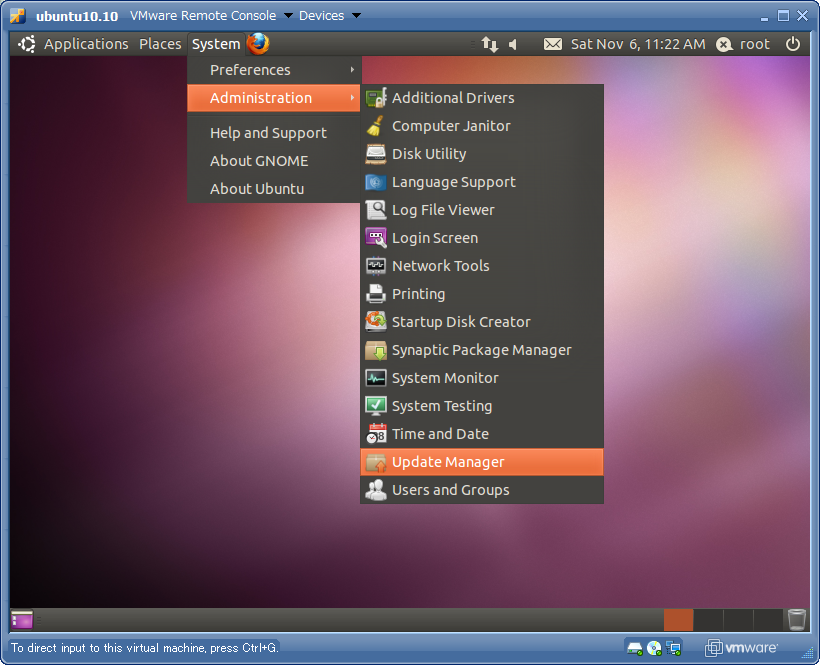 ubuntu10.10 VMware Remote Console Devices
Applications Places System Sat Nov 6, 11:22 AM root
Preferences
Administration
Help and Support
About GNOME
About Ubuntu
Additional Drivers
Computer Janitor
Disk Utility
Language Support
Log File Viewer
Login Screen
Network Tools
Printing
Startup Disk Creator
Synaptic Package Manager
System Monitor
System Testing
Time and Date
Update Manager
Users and Groups
To direct input to this virtual machine, press Ctrl+G.
vmware